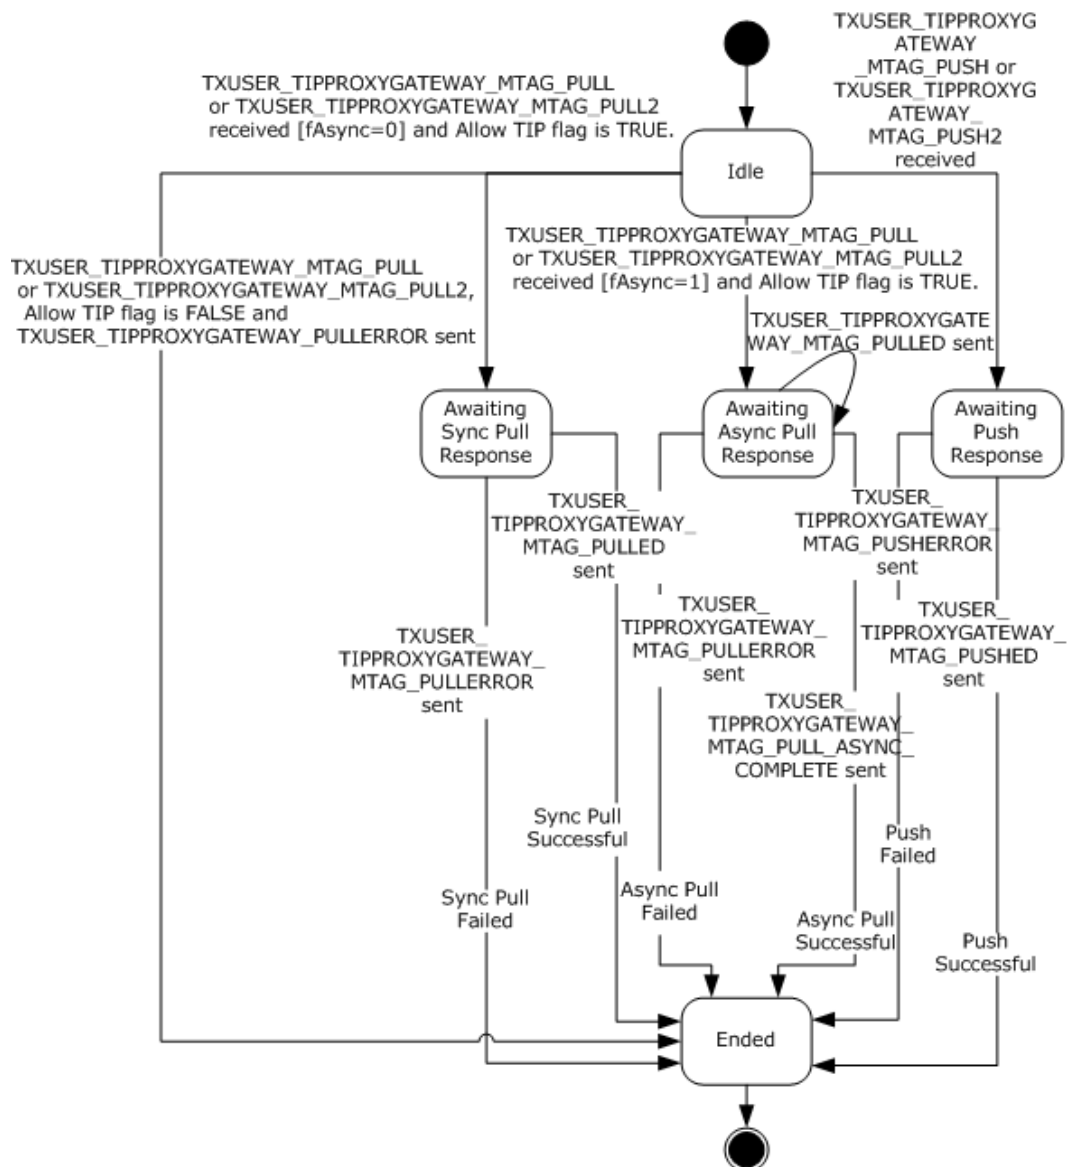 TXUSER_TIPPROXYG
ATEWAY
_MTAG_PUSH or
TXUSER_TIPPROXYG
ATEWAY_
MTAG_PUSH2
received
TXUSER_TIPPROXYGATEWAY_MTAG_PULL
or TXUSER_TIPPROXYGATEWAY_MTAG_PULL2
received [fAsync=0] and Allow TIP flag is TRUE.
Idle
TXUSER_TIPPROXYGATEWAY_MTAG_PULL
or TXUSER_TIPPROXYGATEWAY_MTAG_PULL2
received [fAsync=1] and Allow TIP flag is TRUE.
TXUSER_TIPPROXYGATEWAY_MTAG_PULL
or TXUSER_TIPPROXYGATEWAY_MTAG_PULL2,
Allow TIP flag is FALSE and
TXUSER_TIPPROXYGATEWAY_PULLERROR sent
TXUSER_TIPPROXYGATE
WAY_MTAG_PULLED sent
Awaiting
Sync Pull
Response
Awaiting
Async Pull
Response
Awaiting
Push
Response
TXUSER_
TIPPROXYGATEWAY_
MTAG_PULLED
sent
TXUSER_
TIPPROXYGATEWAY_
MTAG_PUSHERROR
sent
TXUSER_
TIPPROXYGATEWAY_
MTAG_PULLERROR
sent
TXUSER_
TIPPROXYGATEWAY_
MTAG_PULLERROR
sent
TXUSER_
TIPPROXYGATEWAY_
MTAG_PUSHED
sent
TXUSER_
TIPPROXYGATEWAY_
MTAG_PULL_ASYNC_
COMPLETE sent
Sync Pull
Successful
Push
Failed
Sync Pull
Failed
Async Pull
Failed
Async Pull
Successful
Push
Successful
Ended